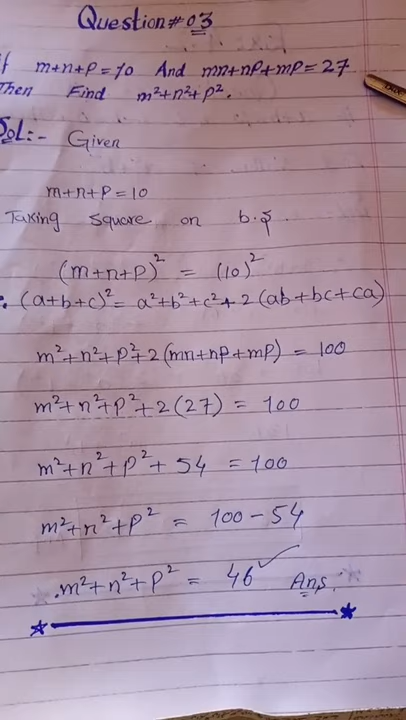 Question#03
If m+n+p=10 And mn+np+mp=27
Then Find m²+n²+p².
Sol:- Given
m+n+p=10
Taking square on b.s.
(m+n+p)² = (10)²
∴ (a+b+c)²= a²+b²+c²+2(ab+bc+ca)
m²+n²+p²+2(mn+np+mp) = 100
m²+n²+p²+2(27) = 100
m²+n²+p²+54 = 100
m²+n²+p² = 100-54
m²+n²+p² = 46 Ans.